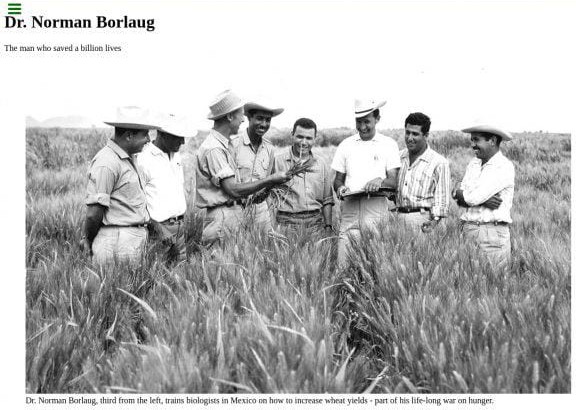 Dr. Norman Borlaug
The man who saved a billion lives
Dr. Norman Borlaug, third from the left, trains biologists in Mexico on how to increase wheat yields - part of his life-long war on hunger.